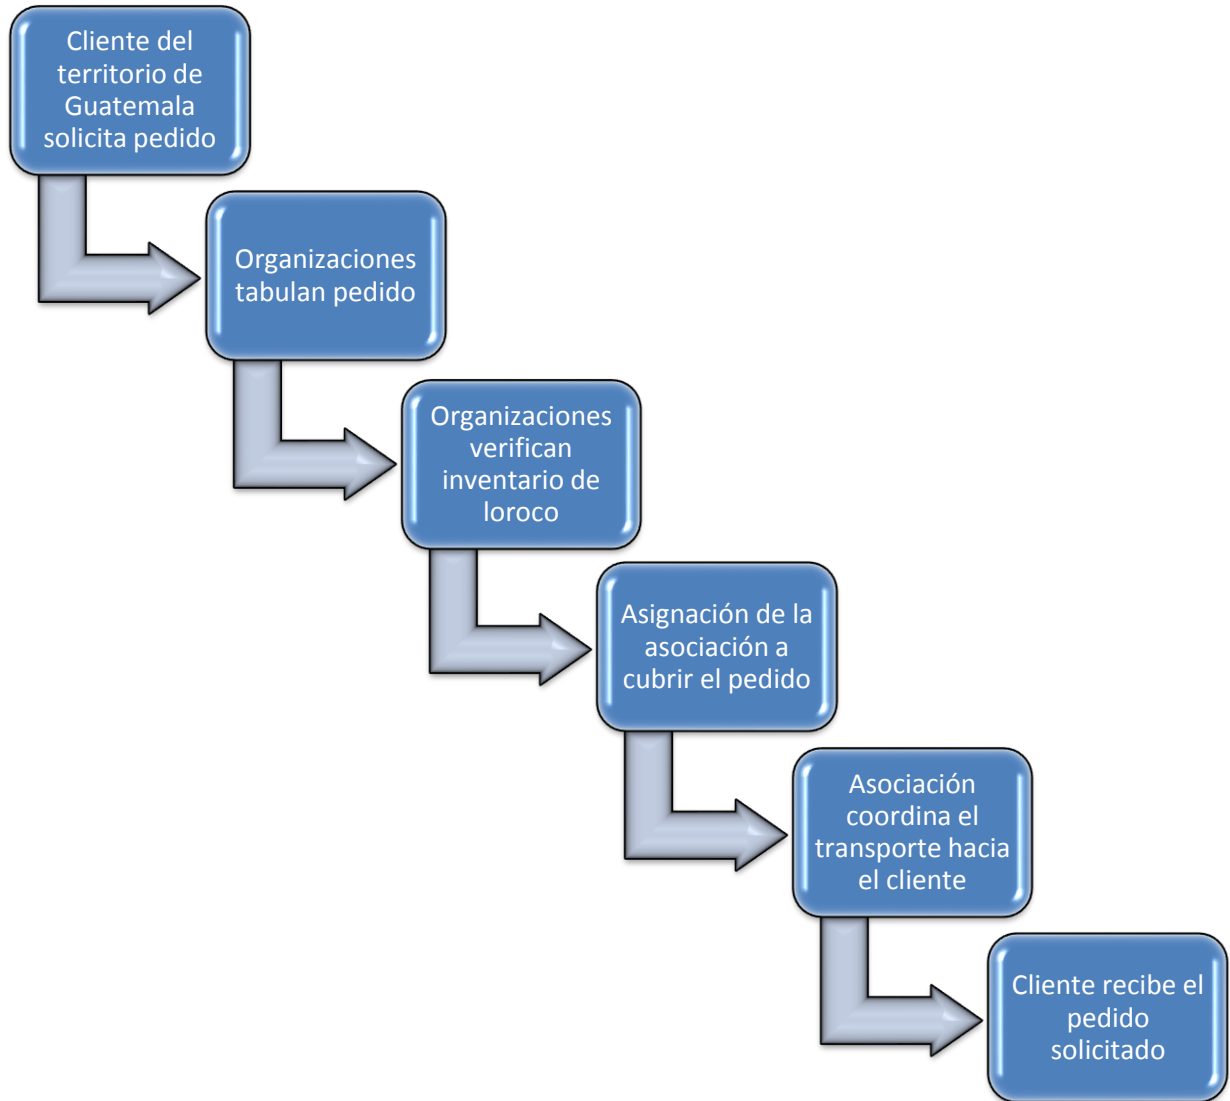 Cliente del
territorio de
Guatemala
solicita pedido
Organizaciones
tabulan pedido
Organizaciones
verifican
inventario de
loroco
Asignación de la
asociación a
cubrir el pedido
Asociación
coordina el
transporte hacia
el cliente
Cliente recibe el
pedido
solicitado